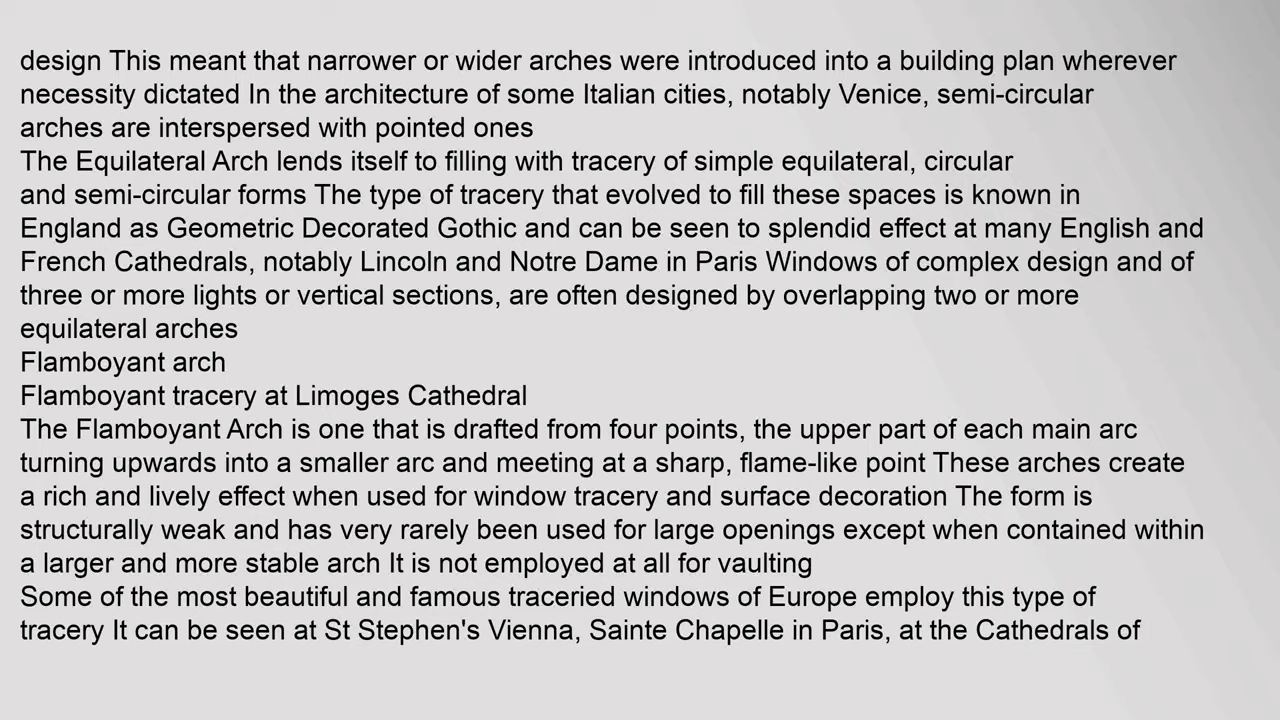 design This meant that narrower or wider arches were introduced into a building plan wherever
necessity dictated In the architecture of some Italian cities, notably Venice, semi-circular
arches are interspersed with pointed ones
The Equilateral Arch lends itself to filling with tracery of simple equilateral, circular
and semi-circular forms The type of tracery that evolved to fill these spaces is known in
England as Geometric Decorated Gothic and can be seen to splendid effect at many English and
French Cathedrals, notably Lincoln and Notre Dame in Paris Windows of complex design and of
three or more lights or vertical sections, are often designed by overlapping two or more
equilateral arches
Flamboyant arch
Flamboyant tracery at Limoges Cathedral
The Flamboyant Arch is one that is drafted from four points, the upper part of each main arc
turning upwards into a smaller arc and meeting at a sharp, flame-like point These arches create
a rich and lively effect when used for window tracery and surface decoration The form is
structurally weak and has very rarely been used for large openings except when contained within
a larger and more stable arch It is not employed at all for vaulting
Some of the most beautiful and famous traceried windows of Europe employ this type of
tracery It can be seen at St Stephen's Vienna, Sainte Chapelle in Paris, at the Cathedrals of